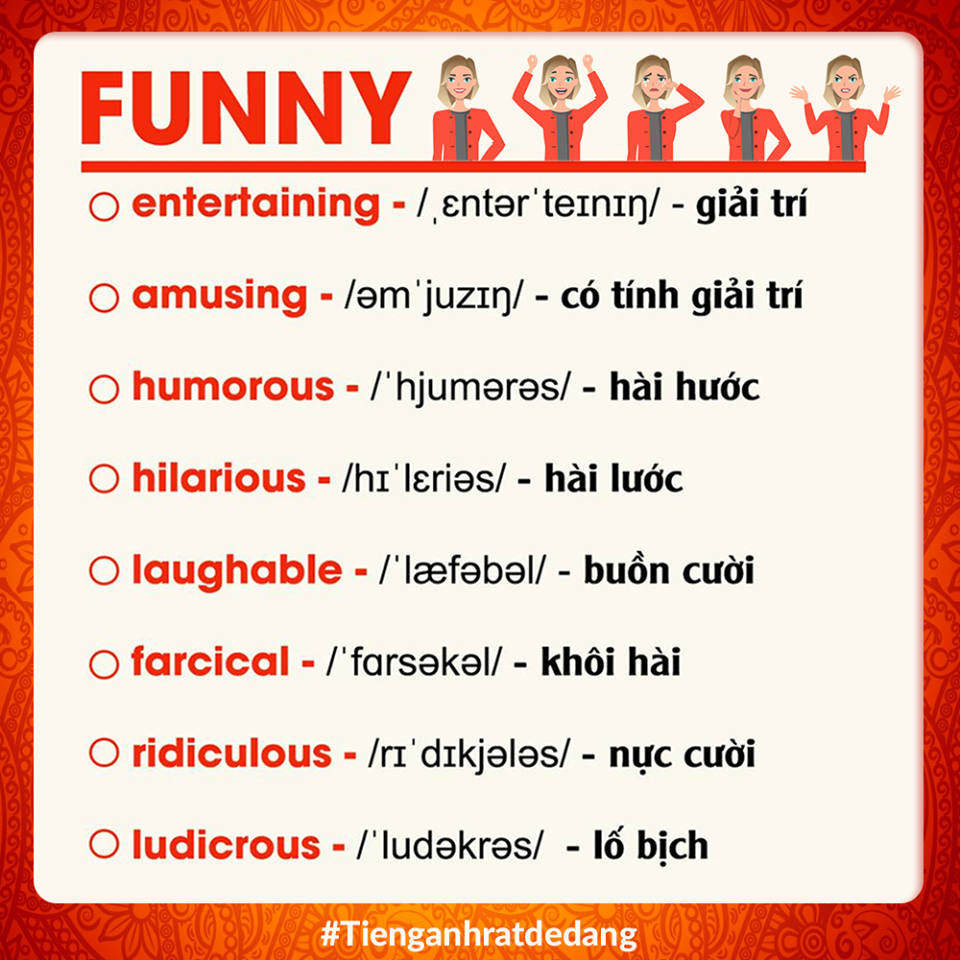 FUNNY
entertaining - /ˌɛntərˈteɪnɪŋ/ - giải trí
amusing - /əmˈjuzɪŋ/ - có tính giải trí
humorous - /ˈhjumərəs/ - hài hước
hilarious - /hɪˈlɛriəs/ - hài lước
laughable - /ˈlæfəbəl/ - buồn cười
farcical - /ˈfɑrsəkəl/ - khôi hài
ridiculous - /rɪˈdɪkjələs/ - nực cười
ludicrous - /ˈludəkrəs/ - lố bịch
#Tienganhratdedang